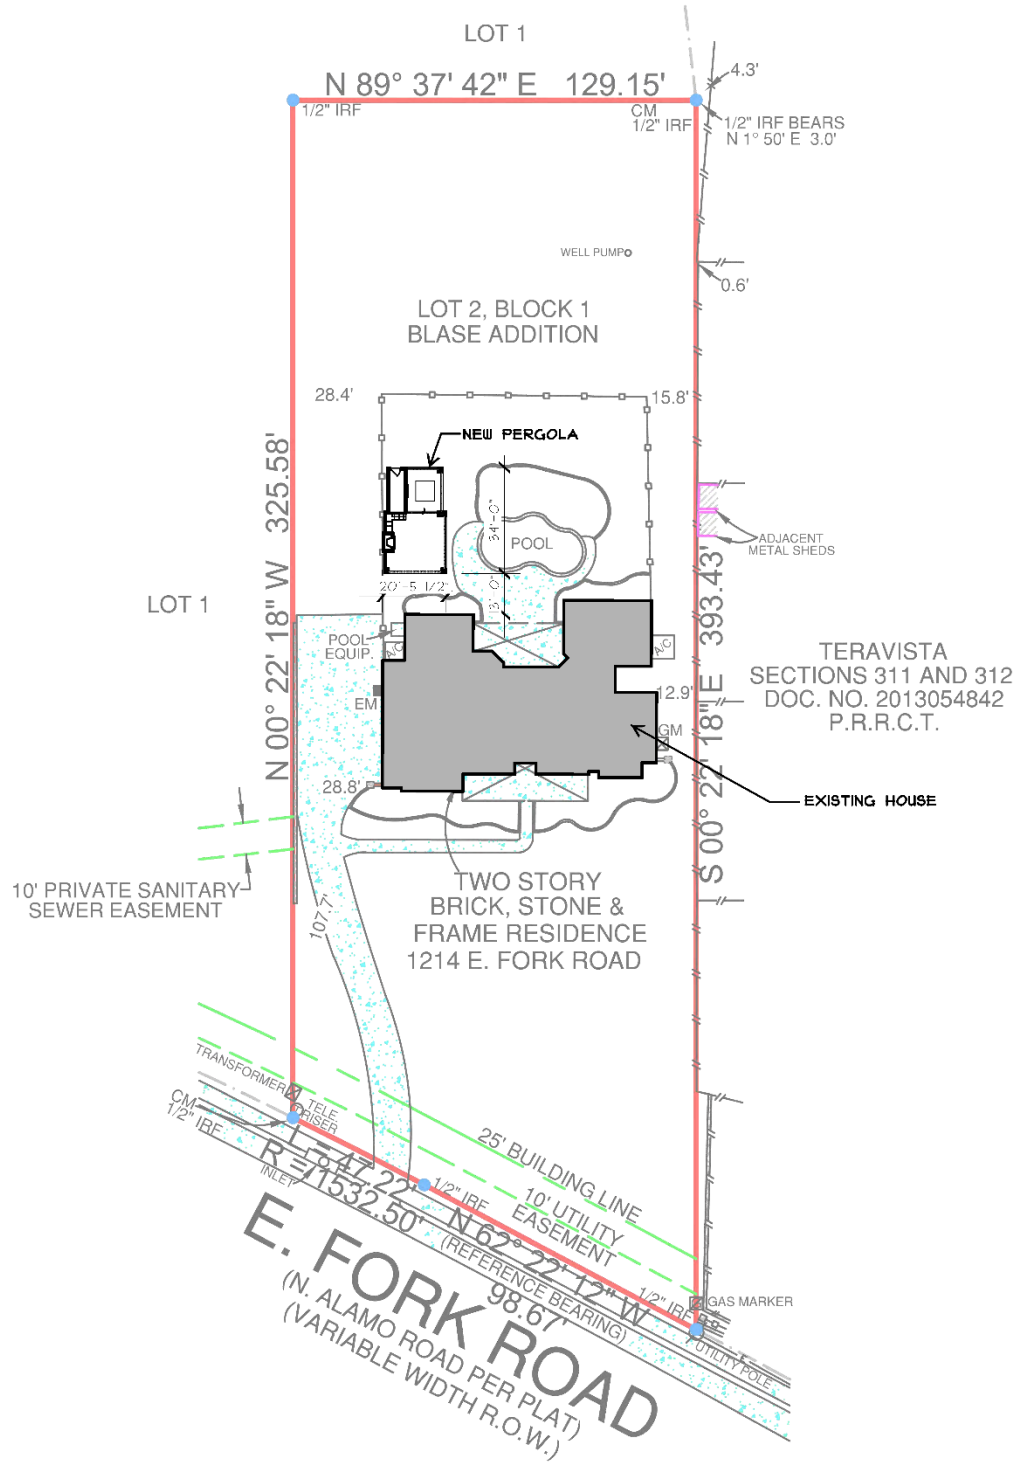 LOT 1
N 89° 37' 42" E 129.15'
4.3'
1/2" IRF
CM
1/2" IRF
1/2" IRF BEARS
N 1° 50' E 3.0'
WELL PUMP
0.6'
LOT 2, BLOCK 1
BLASE ADDITION
28.4'
15.8'
NEW PERGOLA
N 00° 22' 18" W 325.58'
34'-0"
POOL
ADJACENT
METAL SHEDS
20'-5 1/2"
13'-0"
LOT 1
S 00° 22' 18" E 393.43'
POOL
EQUIP.
A/C
A/C
TERAVISTA
SECTIONS 311 AND 312
DOC. NO. 2013054842
P.R.R.C.T.
EM
12.9'
GM
28.8'
EXISTING HOUSE
10' PRIVATE SANITARY
SEWER EASEMENT
TWO STORY
BRICK, STONE &
FRAME RESIDENCE
1214 E. FORK ROAD
107.7'
TRANSFORMER
TELE.
RISER
CM
1/2" IRF
L = 47.22'
R = 1532.50'
INLET
1/2" IRF
25' BUILDING LINE
10' UTILITY
EASEMENT
N 62° 22' 12" W
(REFERENCE BEARING)
98.67'
1/2" IRF
GAS MARKER
UTILITY POLE
E. FORK ROAD
(N. ALAMO ROAD PER PLAT)
(VARIABLE WIDTH R.O.W.)